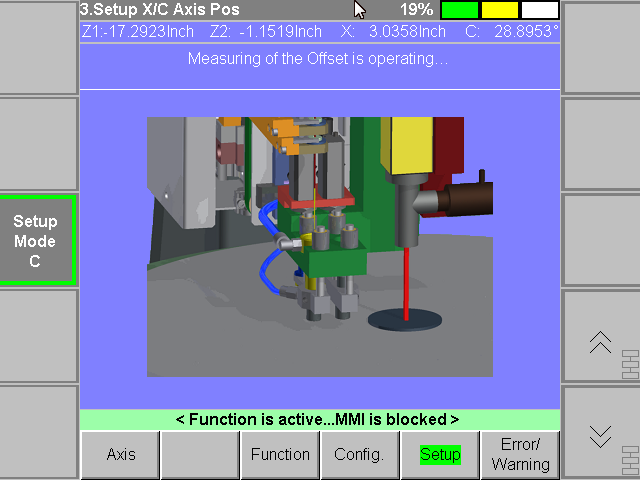 3.Setup X/C Axis Pos 19%
Z1:-17.2923Inch Z2: -1.1519Inch X: 3.0358Inch C: 28.8953°
Measuring of the Offset is operating...
Setup
Mode
C
< Function is active...MMI is blocked >
Axis Function Config. Setup Error/
Warning